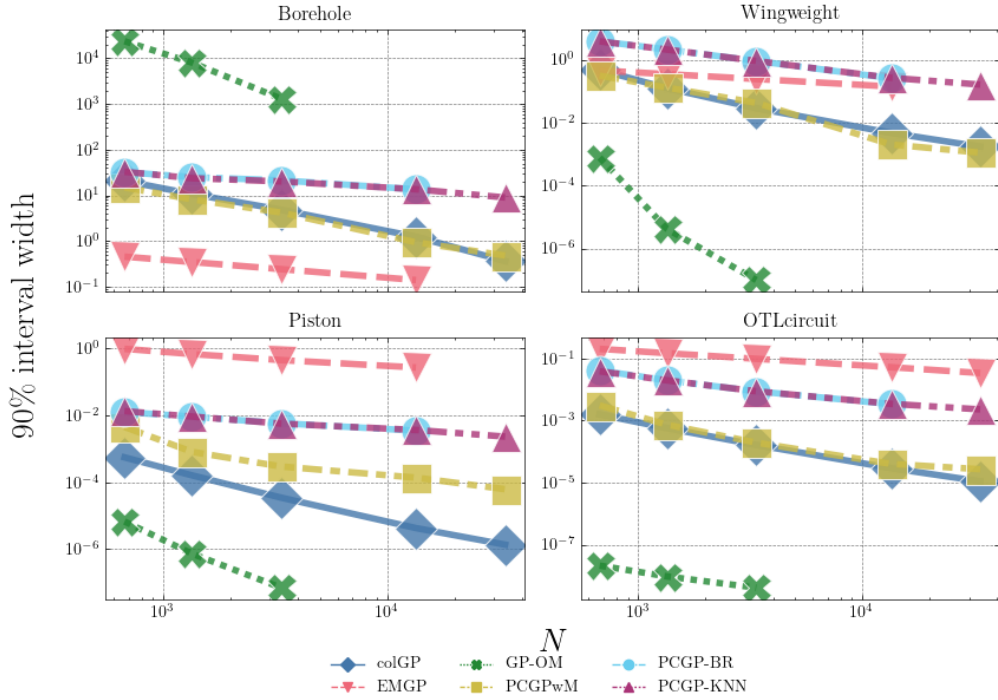 Borehole
Wingweight
10^4
10^3
10^2
10^1
10^0
10^-1
10^0
10^-2
10^-4
10^-6
90% interval width
Piston
OTLcircuit
10^0
10^-2
10^-4
10^-6
10^-1
10^-3
10^-5
10^-7
10^3 10^4
10^3 10^4
N
colGP GP-OM PCGP-BR
EMGP PCGPwM PCGP-KNN